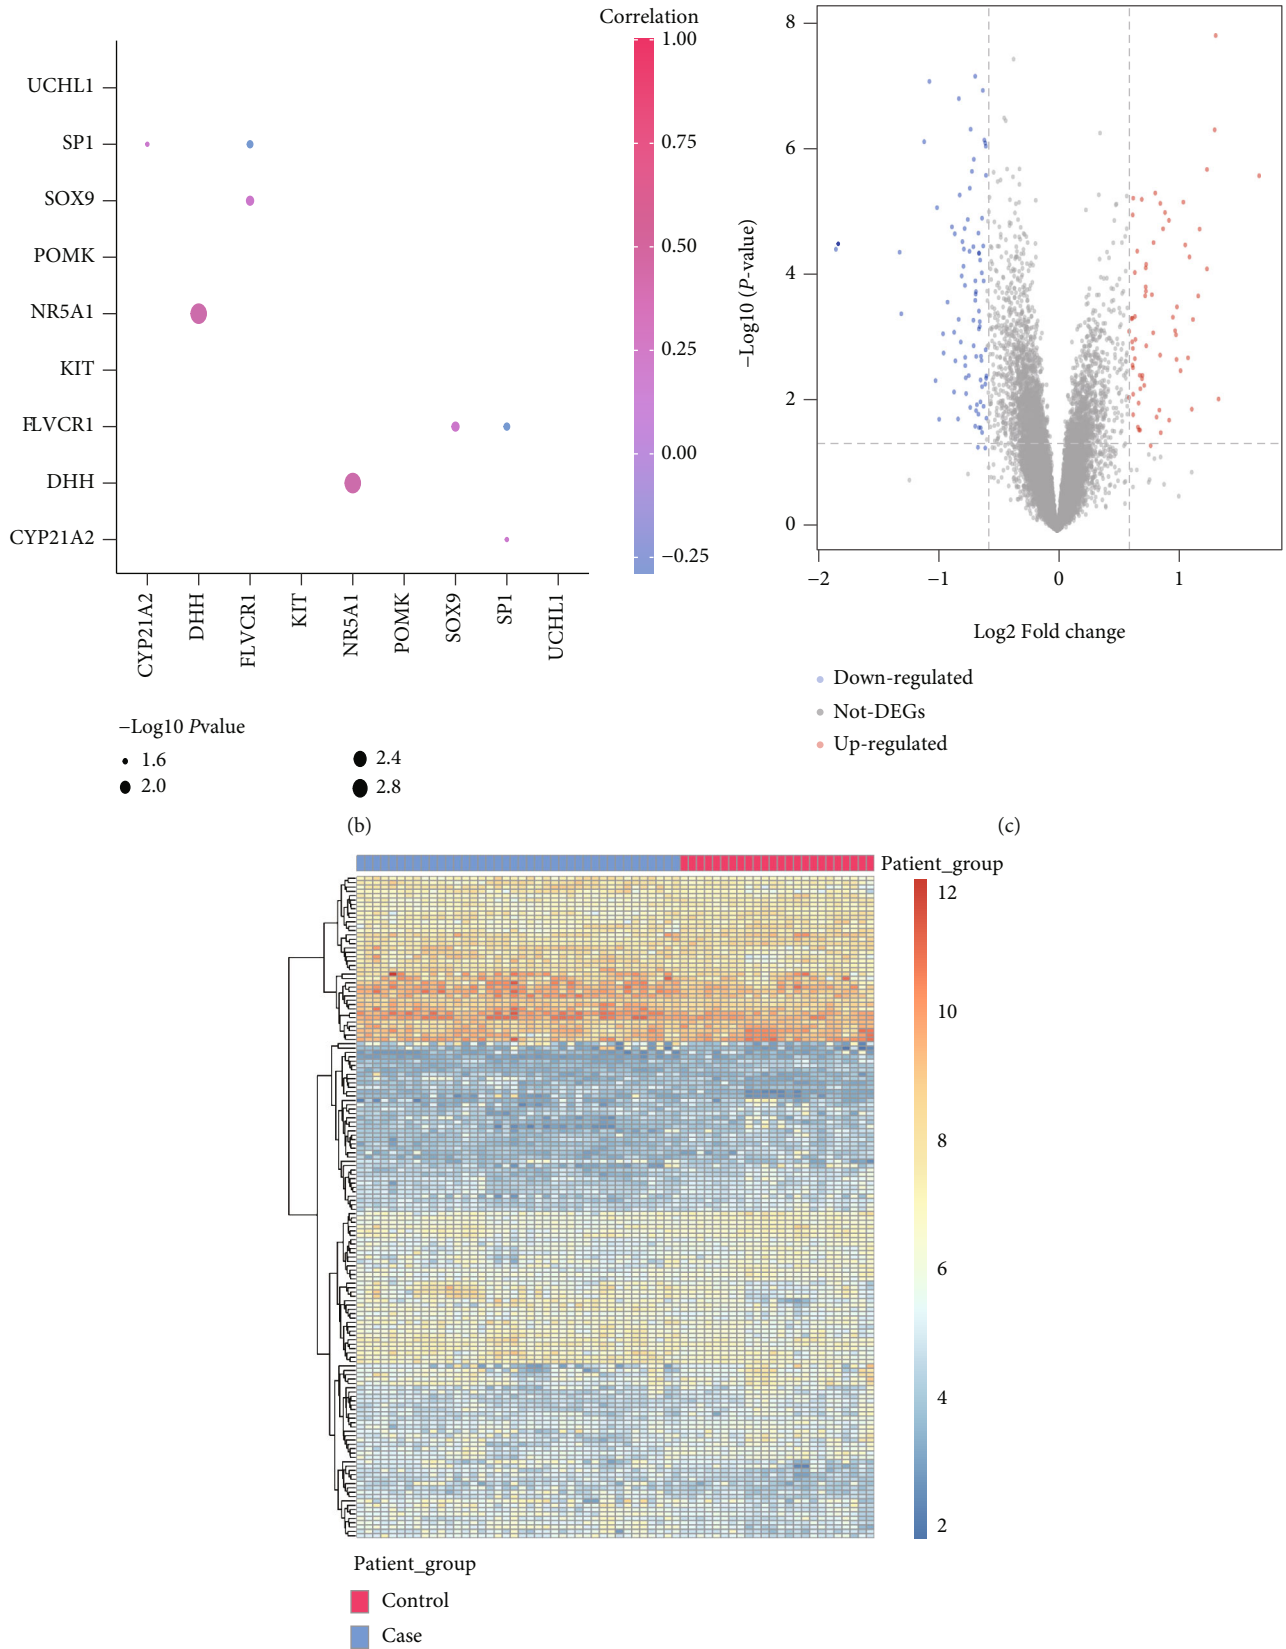 Correlation
1.00
0.75
0.50
0.25
0.00
−0.25
UCHL1
SP1
SOX9
POMK
NR5A1
KIT
FLVCR1
DHH
CYP21A2
CYP21A2
DHH
FLVCR1
KIT
NR5A1
POMK
SOX9
SP1
UCHL1
−Log10 Pvalue
1.6
2.0
2.4
2.8
(b)
−Log10 (P-value)
8
6
4
2
0
−2
−1
0
1
Log2 Fold change
Down-regulated
Not-DEGs
Up-regulated
(c)
Patient_group
12
10
8
6
4
2
Patient_group
Control
Case